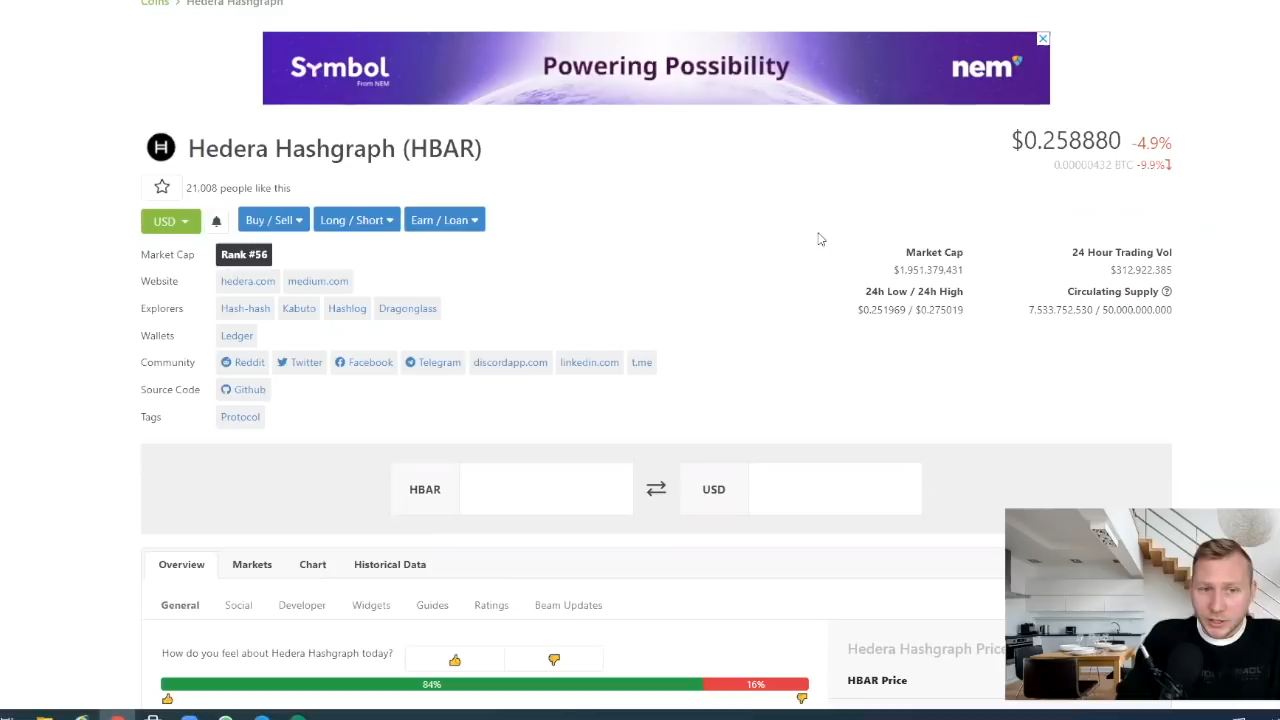 Coins > Hedera Hashgraph
Symbol
From NEM
Powering Possibility
nem
Hedera Hashgraph (HBAR)
$0.258880 -4.9%
0.00000432 BTC -9.9%
21,008 people like this
USD
Buy / Sell
Long / Short
Earn / Loan
Market Cap
Rank #56
Website
hedera.com
medium.com
Explorers
Hash-hash
Kabuto
Hashlog
Dragonglass
Wallets
Ledger
Community
Reddit
Twitter
Facebook
Telegram
discordapp.com
linkedin.com
t.me
Source Code
Github
Tags
Protocol
Market Cap
$1.951.379.431
24 Hour Trading Vol
$312.922.385
24h Low / 24h High
$0.251969 / $0.275019
Circulating Supply
7.533.752.530 / 50.000.000.000
HBAR
USD
Overview
Markets
Chart
Historical Data
General
Social
Developer
Widgets
Guides
Ratings
Beam Updates
How do you feel about Hedera Hashgraph today?
84%
16%
Hedera Hashgraph Price
HBAR Price